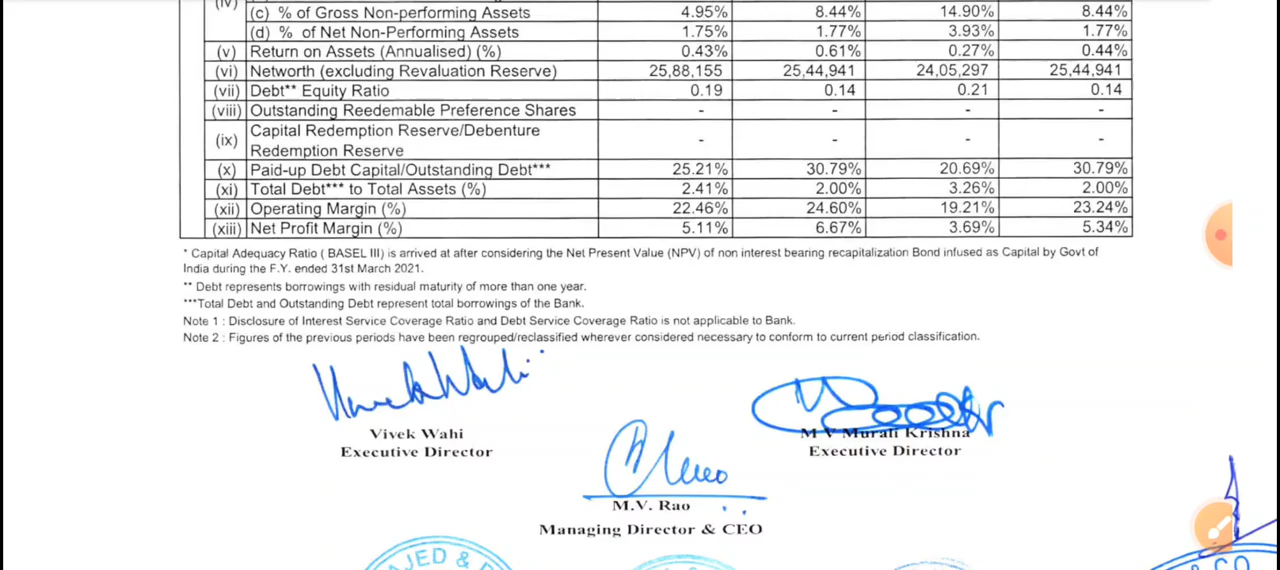 (iv)
(c) % of Gross Non-performing Assets 4.95% 8.44% 14.90% 8.44%
(d) % of Net Non-Performing Assets 1.75% 1.77% 3.93% 1.77%
(v) Return on Assets (Annualised) (%) 0.43% 0.61% 0.27% 0.44%
(vi) Networth (excluding Revaluation Reserve) 25,88,155 25,44,941 24,05,297 25,44,941
(vii) Debt** Equity Ratio 0.19 0.14 0.21 0.14
(viii) Outstanding Reedemable Preference Shares - - - -
(ix) Capital Redemption Reserve/Debenture Redemption Reserve - - - -
(x) Paid-up Debt Capital/Outstanding Debt*** 25.21% 30.79% 20.69% 30.79%
(xi) Total Debt*** to Total Assets (%) 2.41% 2.00% 3.26% 2.00%
(xii) Operating Margin (%) 22.46% 24.60% 19.21% 23.24%
(xiii) Net Profit Margin (%) 5.11% 6.67% 3.69% 5.34%
* Capital Adequacy Ratio ( BASEL III) is arrived at after considering the Net Present Value (NPV) of non interest bearing recapitalization Bond infused as Capital by Govt of
India during the F.Y. ended 31st March 2021.
** Debt represents borrowings with residual maturity of more than one year.
***Total Debt and Outstanding Debt represent total borrowings of the Bank.
Note 1 : Disclosure of Interest Service Coverage Ratio and Debt Service Coverage Ratio is not applicable to Bank.
Note 2 : Figures of the previous periods have been regrouped/reclassified wherever considered necessary to conform to current period classification.
Vivek Wahi
Vivek Wahi M V Murali Krishna
Executive Director Executive Director
M.V. Rao
Managing Director & CEO
AJED &
& CO